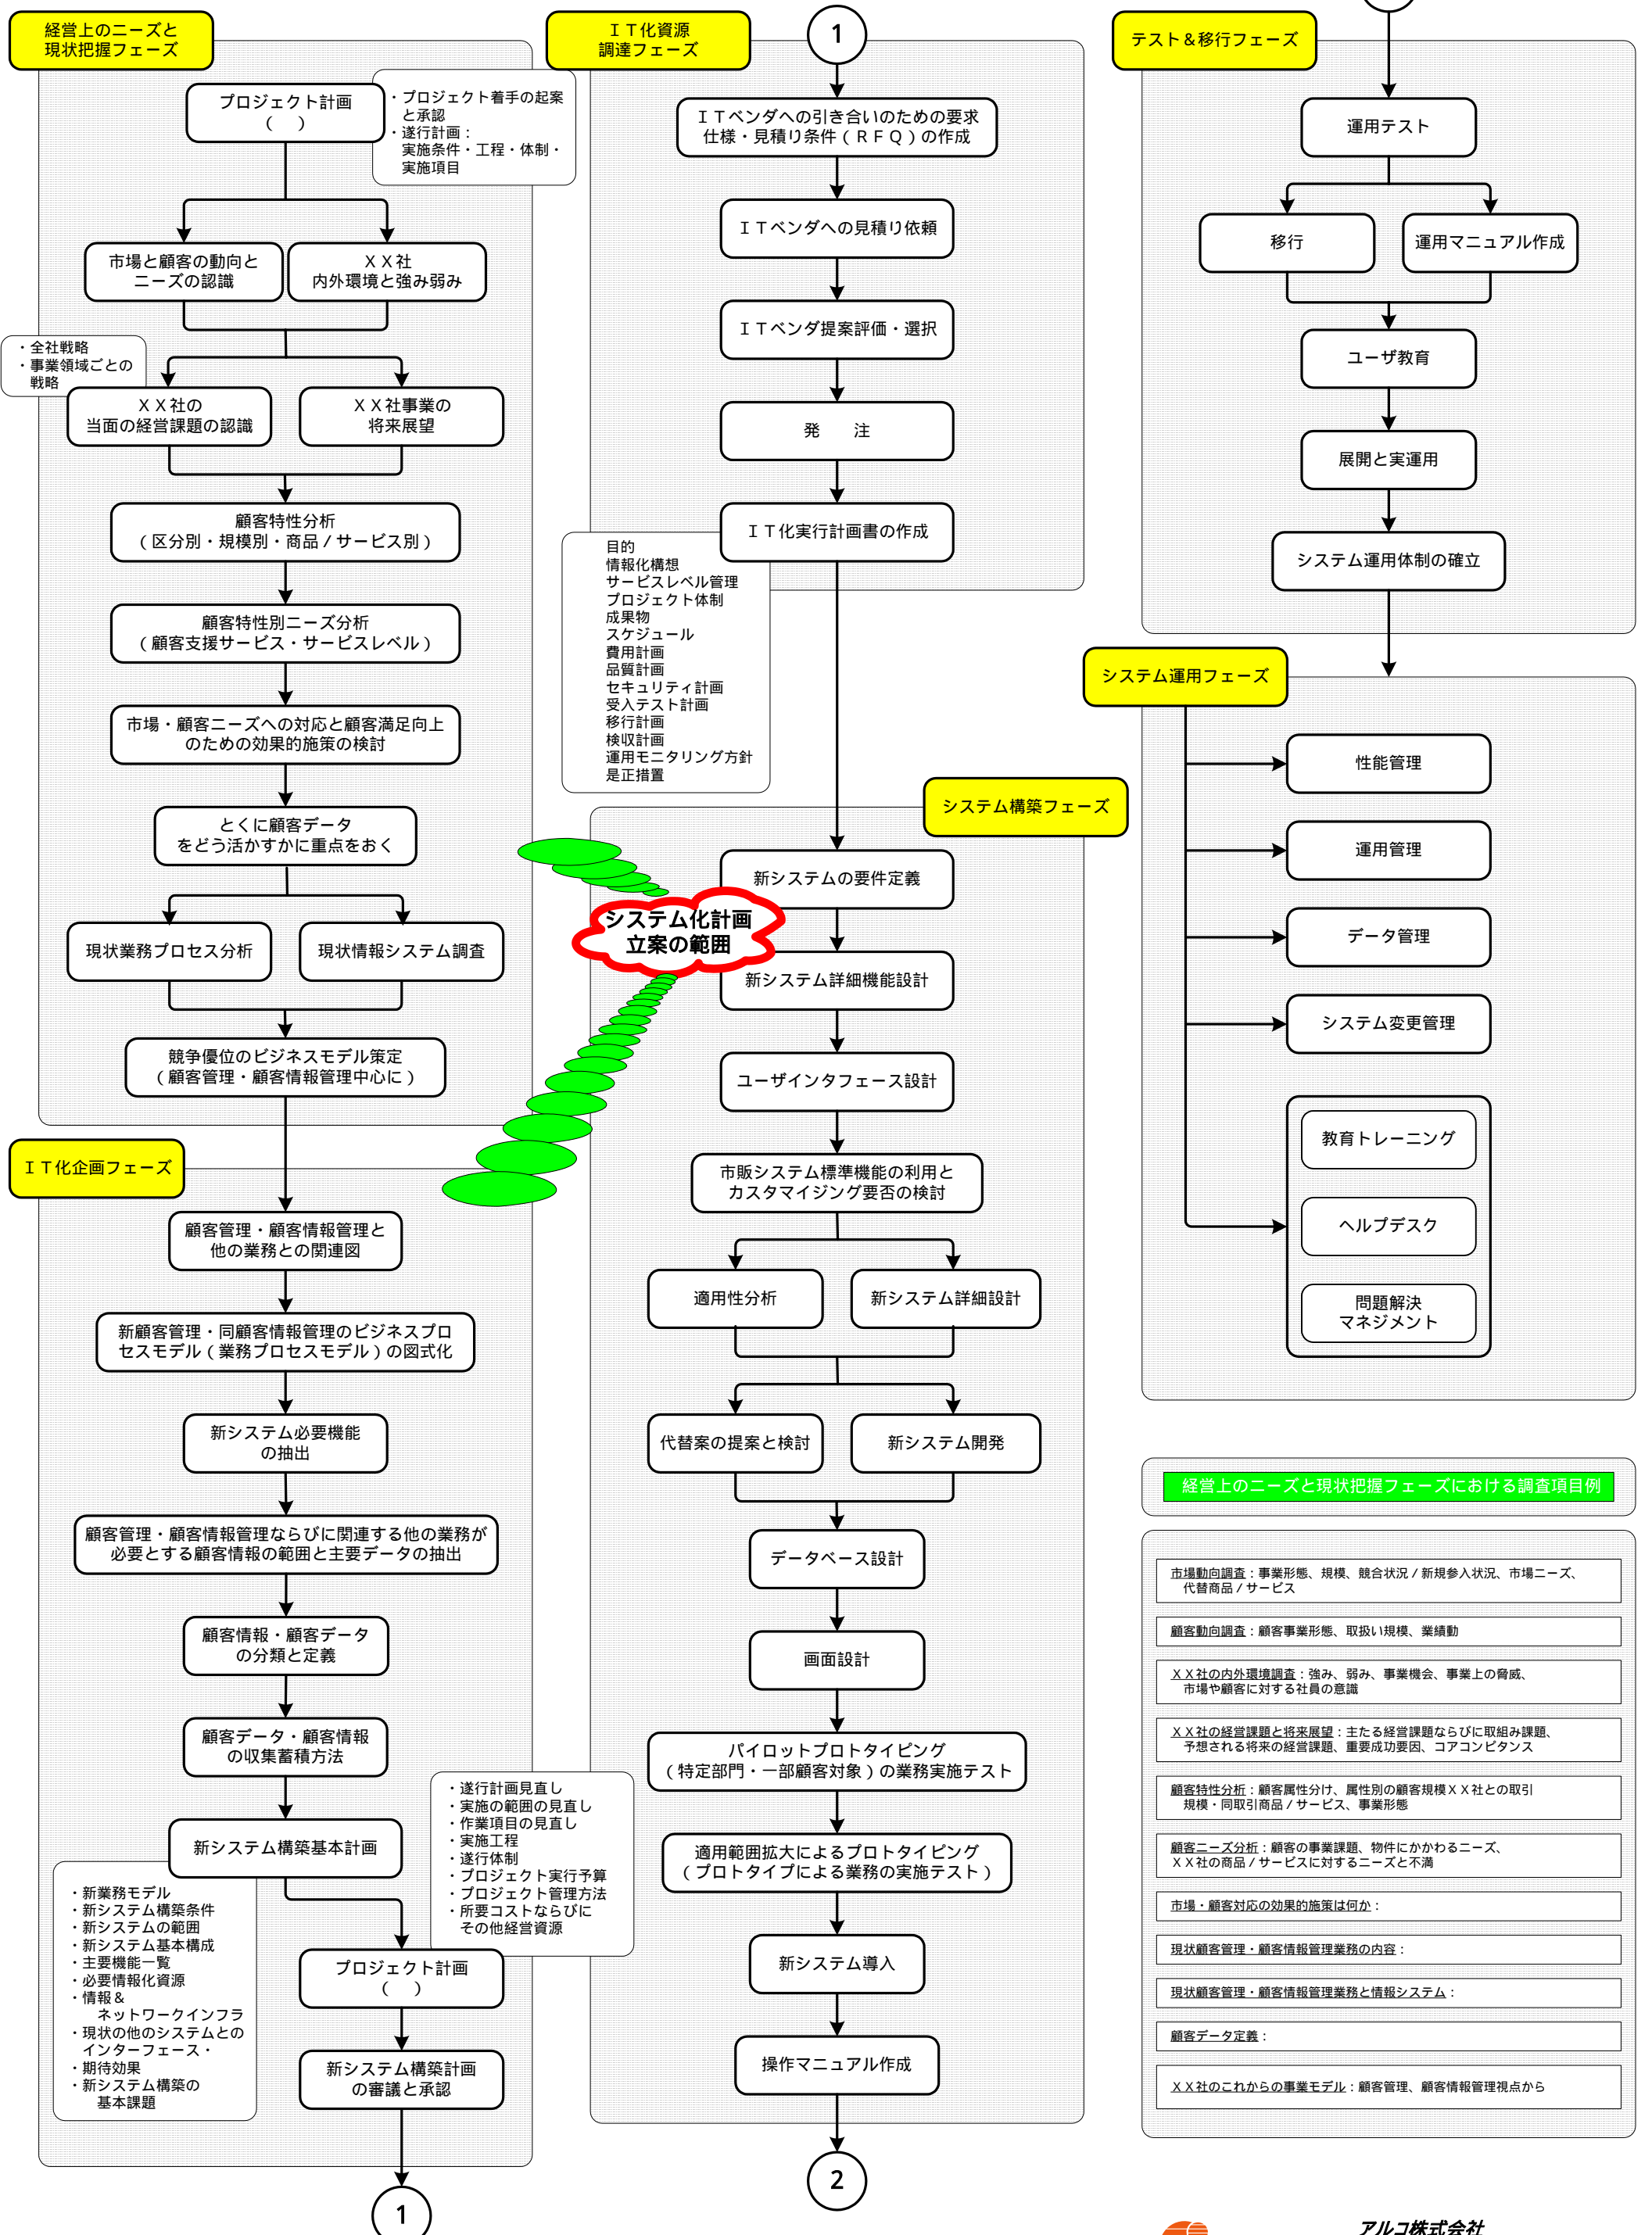 経営上のニーズと
現状把握フェーズ
プロジェクト計画
(　)
・プロジェクト着手の起案
と承認
・遂行計画：
実施条件・工程・体制・
実施項目
市場と顧客の動向と
ニーズの認識
ＸＸ社
内外環境と強み弱み
・全社戦略
・事業領域ごとの
戦略
ＸＸ社の
当面の経営課題の認識
ＸＸ社事業の
将来展望
顧客特性分析
(区分別・規模別・商品／サービス別)
顧客特性別ニーズ分析
(顧客支援サービス・サービスレベル)
市場・顧客ニーズへの対応と顧客満足向上
のための効果的施策の検討
とくに顧客データ
をどう活かすかに重点をおく
現状業務プロセス分析
現状情報システム調査
競争優位のビジネスモデル策定
(顧客管理・顧客情報管理中心に)
ＩＴ化企画フェーズ
顧客管理・顧客情報管理と
他の業務との関連図
新顧客管理・同顧客情報管理のビジネスプロ
セスモデル(業務プロセスモデル)の図式化
新システム必要機能
の抽出
顧客管理・顧客情報管理ならびに関連する他の業務が
必要とする顧客情報の範囲と主要データの抽出
顧客情報・顧客データ
の分類と定義
顧客データ・顧客情報
の収集蓄積方法
新システム構築基本計画
・新業務モデル
・新システム構築条件
・新システムの範囲
・新システム基本構成
・主要機能一覧
・必要情報化資源
・情報＆
ネットワークインフラ
・現状の他のシステムとの
インターフェース・
・期待効果
・新システム構築の
基本課題
・遂行計画見直し
・実施の範囲の見直し
・作業項目の見直し
・実施工程
・遂行体制
・プロジェクト実行予算
・プロジェクト管理方法
・所要コストならびに
その他経営資源
プロジェクト計画
(　)
新システム構築計画
の審議と承認
1
ＩＴ化資源
調達フェーズ
1
ＩＴベンダへの引き合いのための要求
仕様・見積り条件(ＲＦＱ)の作成
ＩＴベンダへの見積り依頼
ＩＴベンダ提案評価・選択
発　　注
ＩＴ化実行計画書の作成
目的
情報化構想
サービスレベル管理
プロジェクト体制
成果物
スケジュール
費用計画
品質計画
セキュリティ計画
受入テスト計画
移行計画
検収計画
運用モニタリング方針
是正措置
システム構築フェーズ
新システムの要件定義
システム化計画
立案の範囲
新システム詳細機能設計
ユーザインタフェース設計
市販システム標準機能の利用と
カスタマイジング要否の検討
適用性分析
新システム詳細設計
代替案の提案と検討
新システム開発
データベース設計
画面設計
パイロットプロトタイピング
(特定部門・一部顧客対象)の業務実施テスト
適用範囲拡大によるプロトタイピング
(プロトタイプによる業務の実施テスト)
新システム導入
操作マニュアル作成
2
テスト＆移行フェーズ
運用テスト
移行
運用マニュアル作成
ユーザ教育
展開と実運用
システム運用体制の確立
システム運用フェーズ
性能管理
運用管理
データ管理
システム変更管理
教育トレーニング
ヘルプデスク
問題解決
マネジメント
経営上のニーズと現状把握フェーズにおける調査項目例
市場動向調査：事業形態、規模、競合状況／新規参入状況、市場ニーズ、
代替商品／サービス
顧客動向調査：顧客事業形態、取扱い規模、業績動
ＸＸ社の内外環境調査：強み、弱み、事業機会、事業上の脅威、
市場や顧客に対する社員の意識
ＸＸ社の経営課題と将来展望：主たる経営課題ならびに取組み課題、
予想される将来の経営課題、重要成功要因、コアコンピタンス
顧客特性分析：顧客属性分け、属性別の顧客規模ＸＸ社との取引
規模・同取引商品／サービス、事業形態
顧客ニーズ分析：顧客の事業課題、物件にかかわるニーズ、
ＸＸ社の商品／サービスに対するニーズと不満
市場・顧客対応の効果的施策は何か：
現状顧客管理・顧客情報管理業務の内容：
現状顧客管理・顧客情報管理業務と情報システム：
顧客データ定義：
ＸＸ社のこれからの事業モデル：顧客管理、顧客情報管理視点から
アルコ株式会社